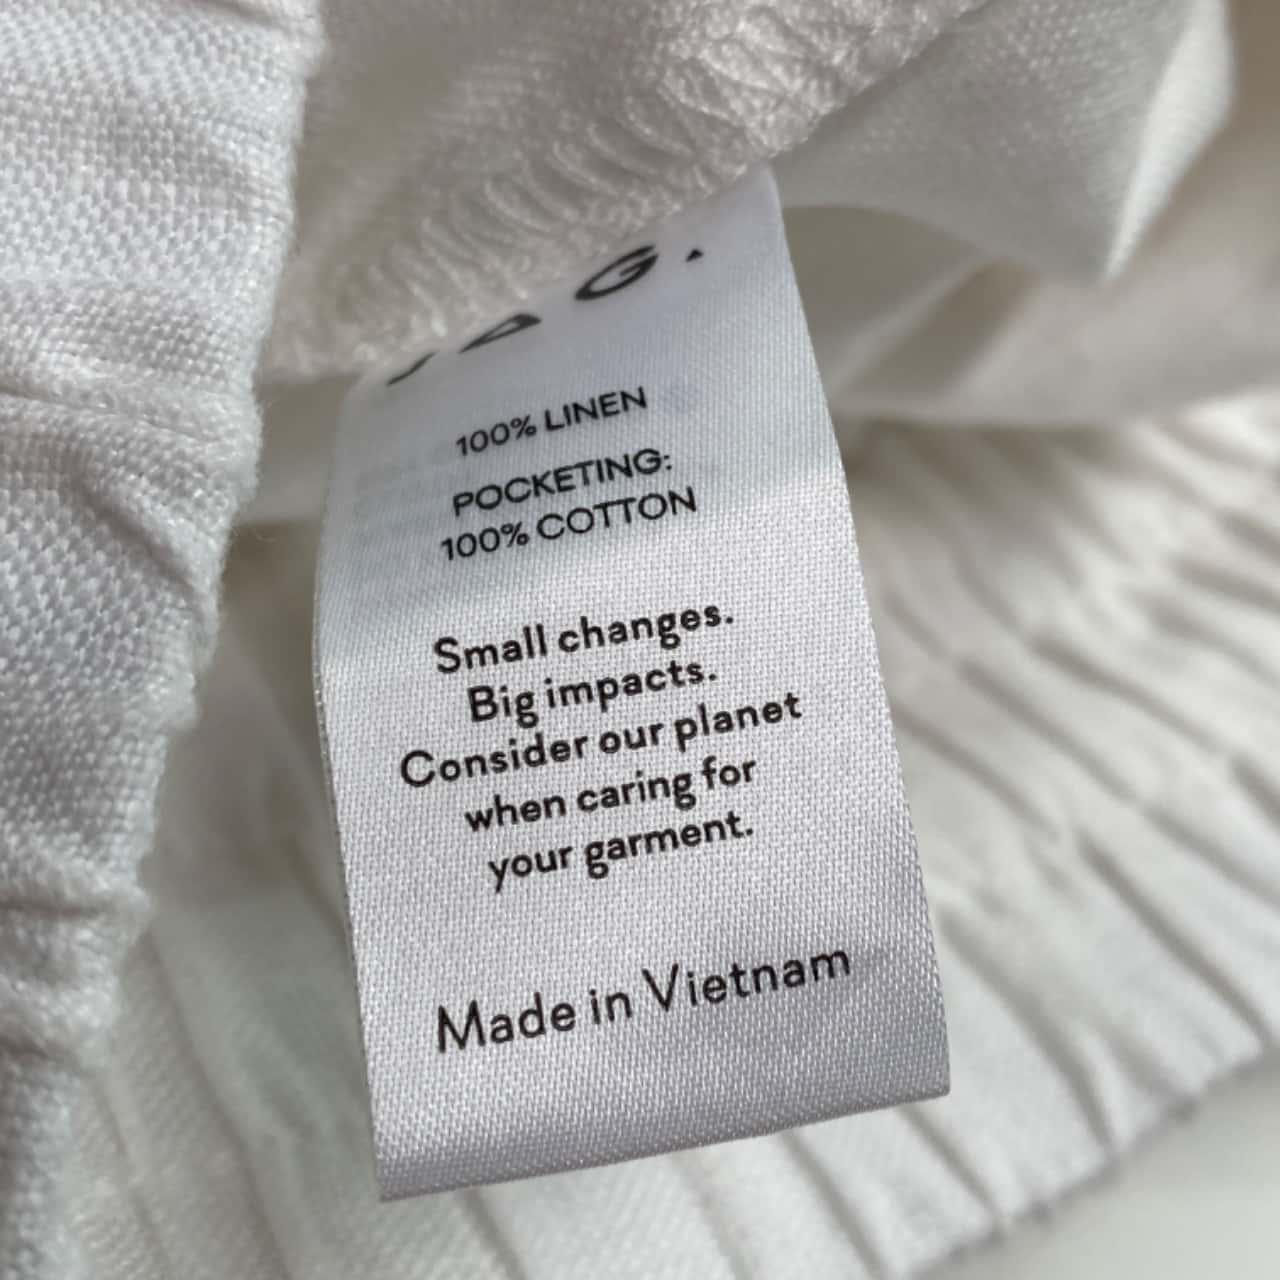 JAG.
100% LINEN
POCKETING:
100% COTTON
Small changes.
Big impacts.
Consider our planet
when caring for
your garment.
Made in Vietnam